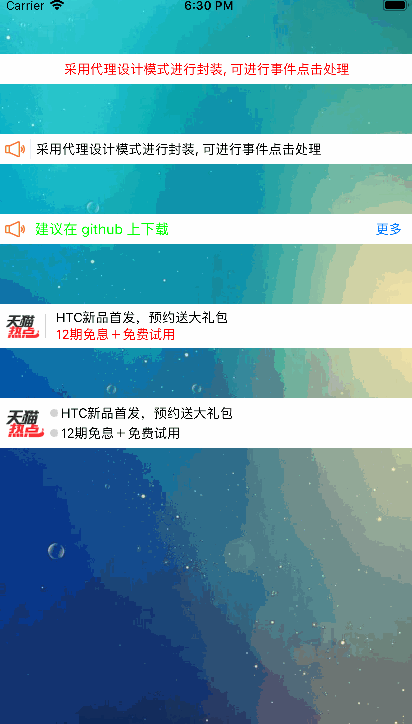 Carrier 6:30 PM
采用代理设计模式进行封装, 可进行事件点击处理
采用代理设计模式进行封装, 可进行事件点击处理
建议在 github 上下载 更多
天猫
热点
HTC新品首发，预约送大礼包
12期免息＋免费试用
天猫
热点
HTC新品首发，预约送大礼包
12期免息＋免费试用